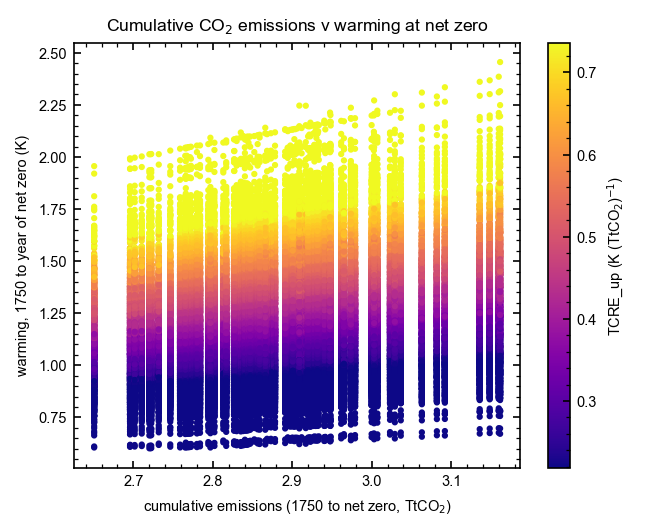 Cumulative CO₂ emissions v warming at net zero
2.50
2.25
2.00
1.75
1.50
1.25
1.00
0.75
warming, 1750 to year of net zero (K)
2.7 2.8 2.9 3.0 3.1
cumulative emissions (1750 to net zero, TtCO₂)
0.7
0.6
0.5
0.4
0.3
TCRE_up (K (TtCO₂)⁻¹)